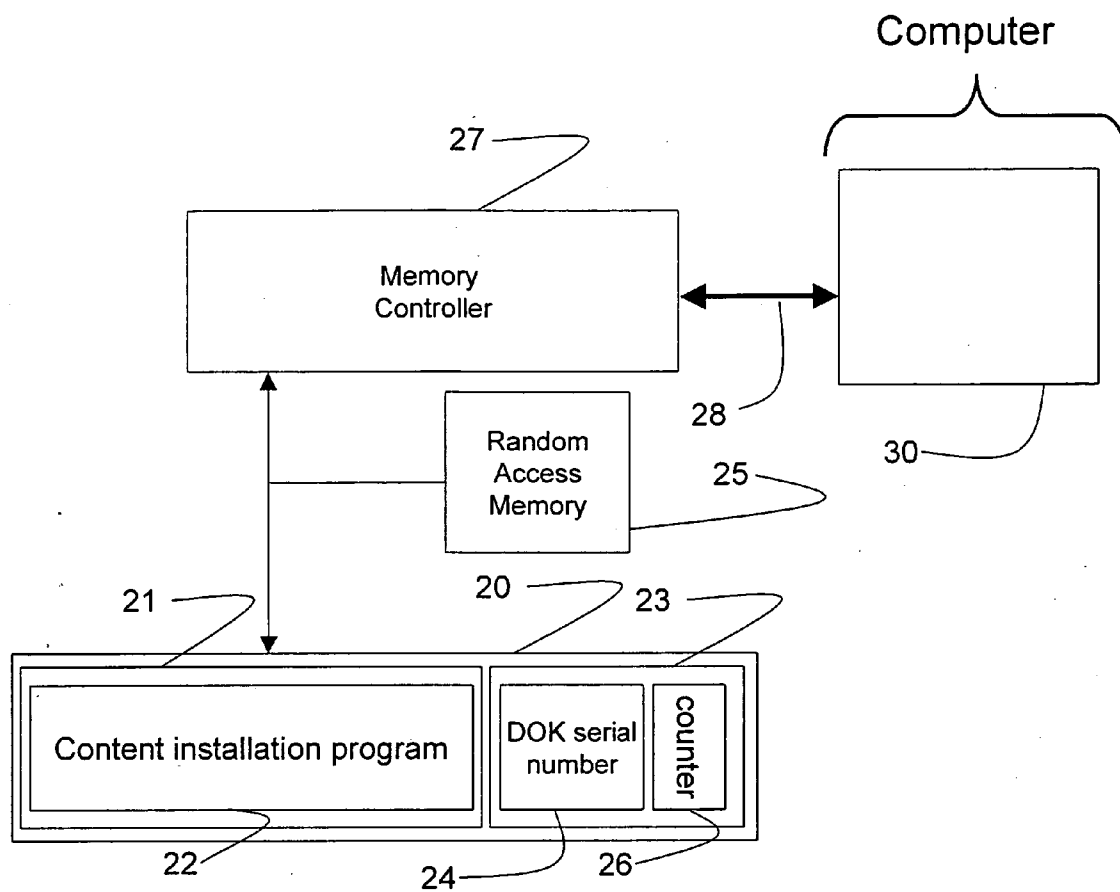 Computer
27
Memory
Controller
28
30
Random
Access
Memory
25
21
20
23
Content installation program
DOK serial
number
counter
22
24
26